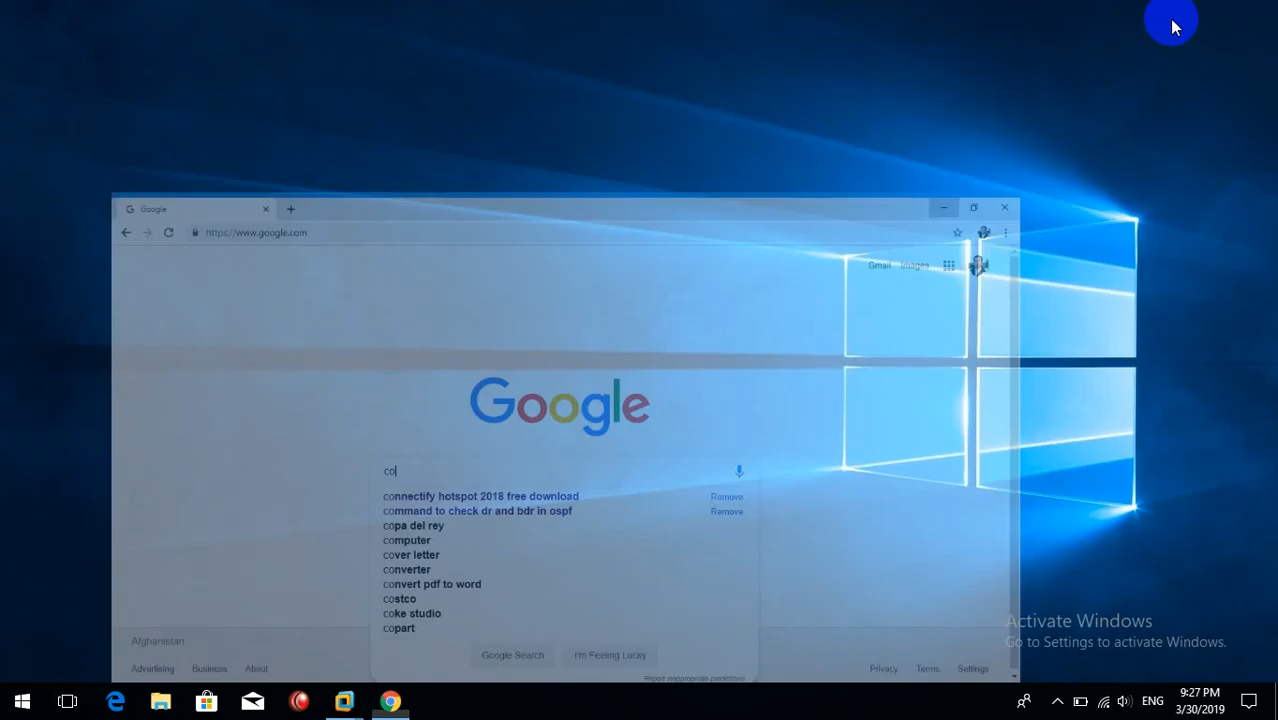 Google
https://www.google.com
Gmail Images
Google
co
connectify hotspot 2018 free download Remove
command to check dr and bdr in ospf Remove
copa del rey
computer
cover letter
converter
convert pdf to word
costco
coke studio
copart
Google Search I'm Feeling Lucky
Report inappropriate predictions
Afghanistan
Advertising Business About Privacy Terms Settings
Activate Windows
Go to Settings to activate Windows.
ENG
9:27 PM
3/30/2019